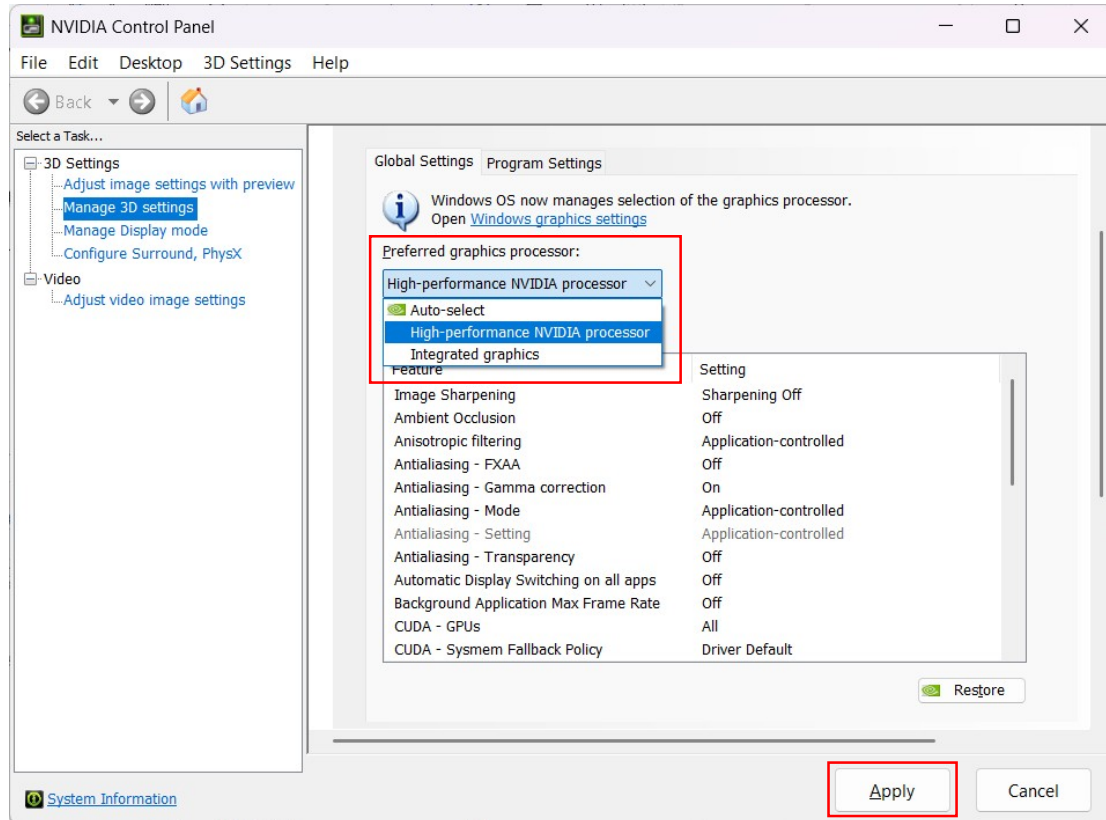 NVIDIA Control Panel
File Edit Desktop 3D Settings Help
Back
Select a Task...
3D Settings
Adjust image settings with preview
Manage 3D settings
Manage Display mode
Configure Surround, PhysX
Video
Adjust video image settings
Global Settings Program Settings
Windows OS now manages selection of the graphics processor.
Open Windows graphics settings
Preferred graphics processor:
High-performance NVIDIA processor
Auto-select
High-performance NVIDIA processor
Integrated graphics
Feature Setting
Image Sharpening Sharpening Off
Ambient Occlusion Off
Anisotropic filtering Application-controlled
Antialiasing - FXAA Off
Antialiasing - Gamma correction On
Antialiasing - Mode Application-controlled
Antialiasing - Setting Application-controlled
Antialiasing - Transparency Off
Automatic Display Switching on all apps Off
Background Application Max Frame Rate Off
CUDA - GPUs All
CUDA - Sysmem Fallback Policy Driver Default
Restore
System Information
Apply Cancel